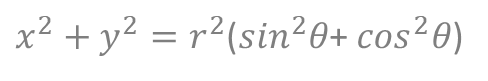 x² + y² = r²(sin²θ+ cos²θ)